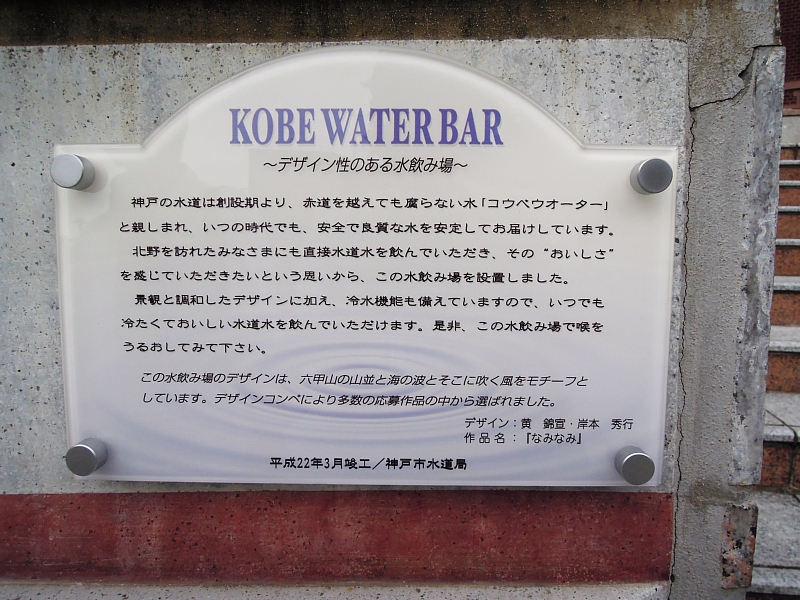 KOBE WATER BAR
～デザイン性のある水飲み場～
神戸の水道は創設期より、赤道を越えても腐らない水「コウベウオーター」
と親しまれ、いつの時代でも、安全で良質な水を安定してお届けしています。
北野を訪れたみなさまにも直接水道水を飲んでいただき、その“おいしさ”
を感じていただきたいという思いから、この水飲み場を設置しました。
景観と調和したデザインに加え、冷水機能も備えていますので、いつでも
冷たくておいしい水道水を飲んでいただけます。是非、この水飲み場で喉を
うるおしてみて下さい。
この水飲み場のデザインは、六甲山の山並と海の波とそこに吹く風をモチーフと
しています。デザインコンペにより多数の応募作品の中から選ばれました。
デザイン：黄　錦宣・岸本　秀行
作品名：『なみなみ』
平成22年3月竣工／神戸市水道局